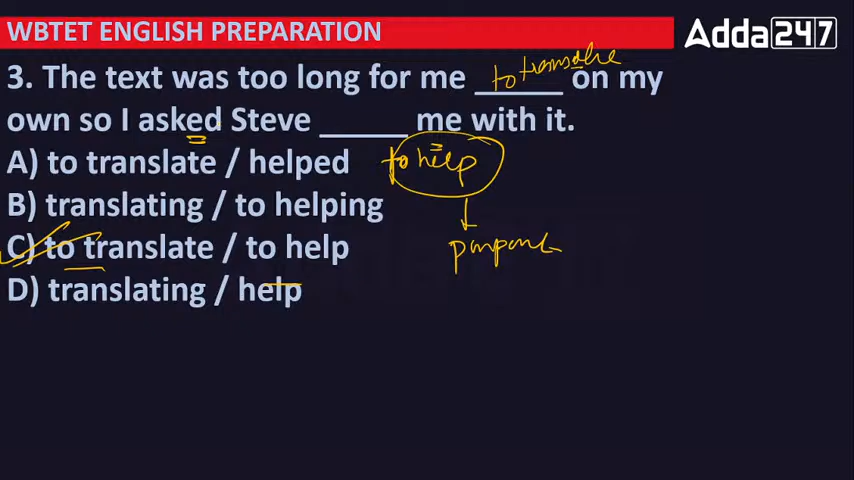 WBTET ENGLISH PREPARATION
Adda247
to translate
3. The text was too long for me ______ on my
own so I asked Steve ______ me with it.
A) to translate / helped
to help
B) translating / to helping
C) to translate / to help
D) translating / help